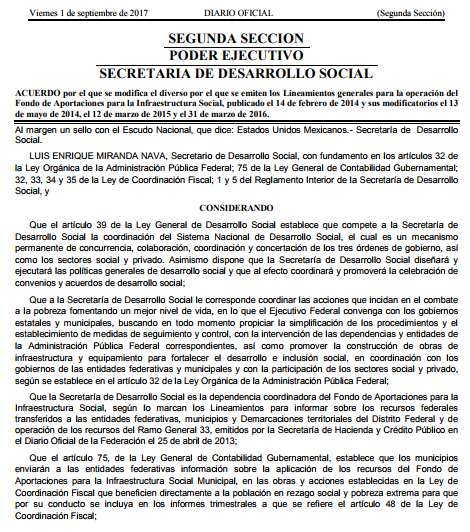 Viernes 1 de septiembre de 2017 DIARIO OFICIAL (Segunda Sección)
SEGUNDA SECCION
PODER EJECUTIVO
SECRETARIA DE DESARROLLO SOCIAL
ACUERDO por el que se modifica el diverso por el que se emiten los Lineamientos generales para la operación del
Fondo de Aportaciones para la Infraestructura Social, publicado el 14 de febrero de 2014 y sus modificatorios el 13
de mayo de 2014, el 12 de marzo de 2015 y el 31 de marzo de 2016.
Al margen un sello con el Escudo Nacional, que dice: Estados Unidos Mexicanos.- Secretaría de Desarrollo
Social.
LUIS ENRIQUE MIRANDA NAVA, Secretario de Desarrollo Social, con fundamento en los artículos 32 de
la Ley Orgánica de la Administración Pública Federal; 75 de la Ley General de Contabilidad Gubernamental;
32, 33, 34 y 35 de la Ley de Coordinación Fiscal; 1 y 5 del Reglamento Interior de la Secretaría de Desarrollo
Social, y
CONSIDERANDO
Que el artículo 39 de la Ley General de Desarrollo Social establece que compete a la Secretaría de
Desarrollo Social la coordinación del Sistema Nacional de Desarrollo Social, el cual es un mecanismo
permanente de concurrencia, colaboración, coordinación y concertación de los tres órdenes de gobierno, así
como los sectores social y privado. Asimismo dispone que la Secretaría de Desarrollo Social diseñará y
ejecutará las políticas generales de desarrollo social y que al efecto coordinará y promoverá la celebración de
convenios y acuerdos de desarrollo social;
Que a la Secretaría de Desarrollo Social le corresponde coordinar las acciones que incidan en el combate
a la pobreza fomentando un mejor nivel de vida, en lo que el Ejecutivo Federal convenga con los gobiernos
estatales y municipales, buscando en todo momento propiciar la simplificación de los procedimientos y el
establecimiento de medidas de seguimiento y control, con la intervención de las dependencias y entidades de
la Administración Pública Federal correspondientes, así como promover la construcción de obras de
infraestructura y equipamiento para fortalecer el desarrollo e inclusión social, en coordinación con los
gobiernos de las entidades federativas y municipales y con la participación de los sectores social y privado,
según se establece en el artículo 32 de la Ley Orgánica de la Administración Pública Federal;
Que la Secretaría de Desarrollo Social es la dependencia coordinadora del Fondo de Aportaciones para la
Infraestructura Social, según lo marcan los Lineamientos para informar sobre los recursos federales
transferidos a las entidades federativas, municipios y Demarcaciones territoriales del Distrito Federal y de
operación de los recursos del Ramo General 33, emitidos por la Secretaría de Hacienda y Crédito Público en
el Diario Oficial de la Federación el 25 de abril de 2013;
Que el artículo 75, de la Ley General de Contabilidad Gubernamental, establece que los municipios
enviarán a las entidades federativas información sobre la aplicación de los recursos del Fondo de
Aportaciones para la Infraestructura Social Municipal, en las obras y acciones establecidas en la Ley de
Coordinación Fiscal que beneficien directamente a la población en rezago social y pobreza extrema para que
por su conducto se incluya en los informes trimestrales a que se refiere el artículo 48 de la Ley de
Coordinación Fiscal;